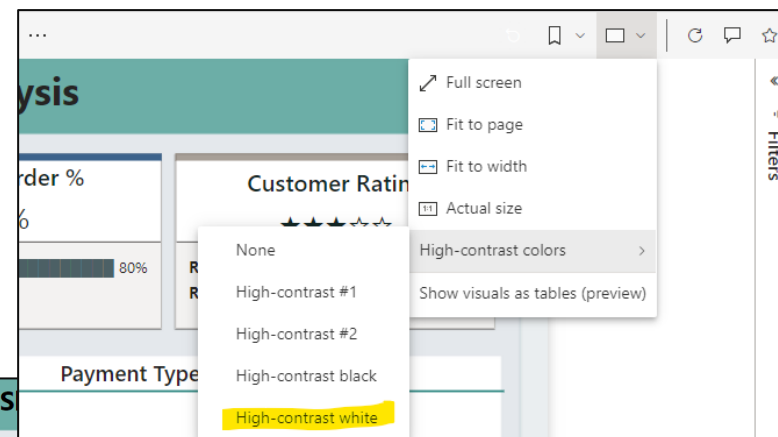 ...
ysis
Full screen
Fit to page
Fit to width
1:1 Actual size
High-contrast colors
Show visuals as tables (preview)
Filters
rder %
%
80%
Customer Ratin
R
R
None
High-contrast #1
High-contrast #2
High-contrast black
High-contrast white
Payment Type
S